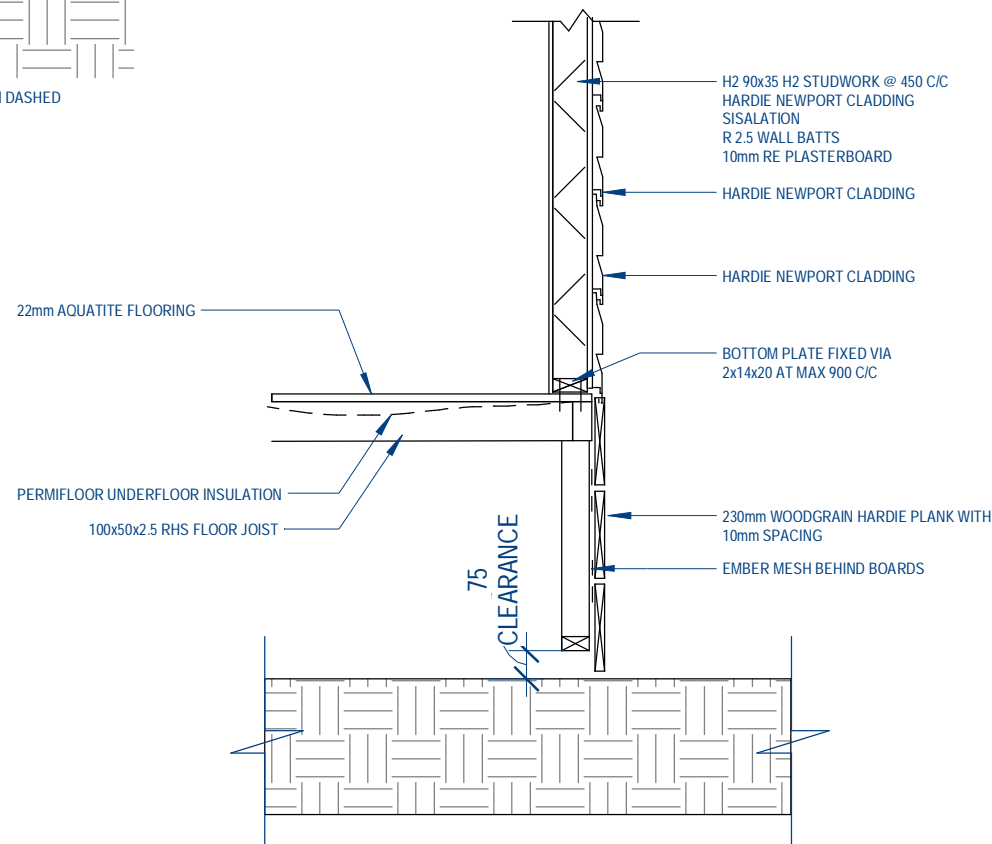 DASHED
H2 90x35 H2 STUDWORK @ 450 C/C
HARDIE NEWPORT CLADDING
SISALATION
R 2.5 WALL BATTS
10mm RE PLASTERBOARD
HARDIE NEWPORT CLADDING
HARDIE NEWPORT CLADDING
22mm AQUATITE FLOORING
BOTTOM PLATE FIXED VIA
2x14x20 AT MAX 900 C/C
PERMIFLOOR UNDERFLOOR INSULATION
100x50x2.5 RHS FLOOR JOIST
230mm WOODGRAIN HARDIE PLANK WITH
10mm SPACING
EMBER MESH BEHIND BOARDS
75
CLEARANCE